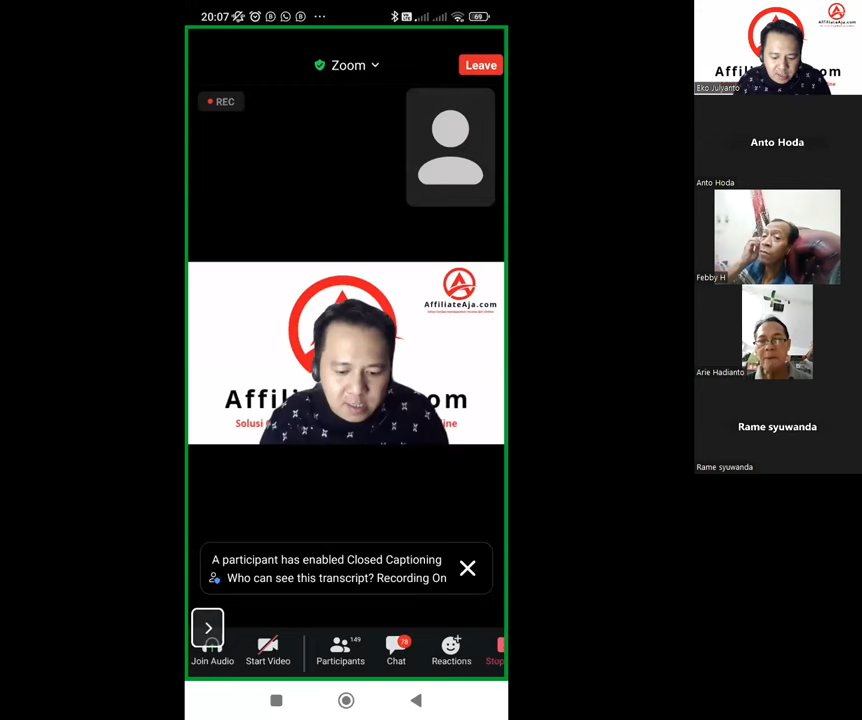 20:07
69
Zoom
Leave
REC
AffiliateAja.com
Affil
om
Solusi
ine
A participant has enabled Closed Captioning
Who can see this transcript? Recording On
149
78
Join Audio
Start Video
Participants
Chat
Reactions
Stop
AffiliateAja.com
Affil
om
Eko Julyanto
Anto Hoda
Anto Hoda
Febby H
Arie Hadianto
Rame syuwanda
Rame syuwanda